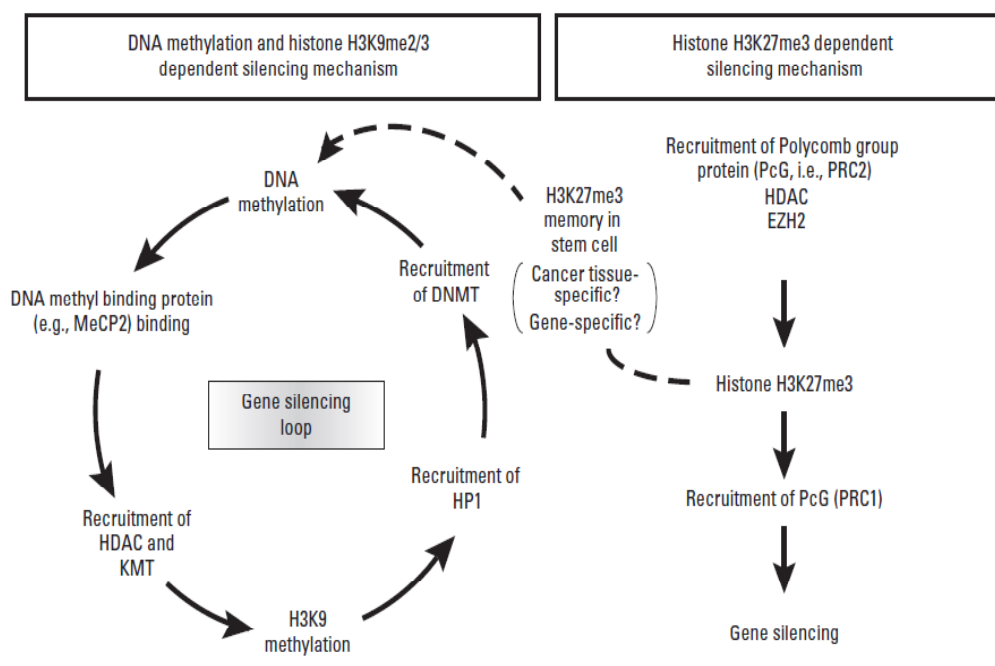 DNA methylation and histone H3K9me2/3
dependent silencing mechanism
Histone H3K27me3 dependent
silencing mechanism
DNA
methylation
DNA methyl binding protein
(e.g., MeCP2) binding
Recruitment of
HDAC and
KMT
H3K9
methylation
Recruitment of
HP1
Recruitment
of DNMT
Gene silencing
loop
H3K27me3
memory in
stem cell
(Cancer tissue-
specific?
Gene-specific?)
Recruitment of Polycomb group
protein (PcG, i.e., PRC2)
HDAC
EZH2
Histone H3K27me3
Recruitment of PcG (PRC1)
Gene silencing